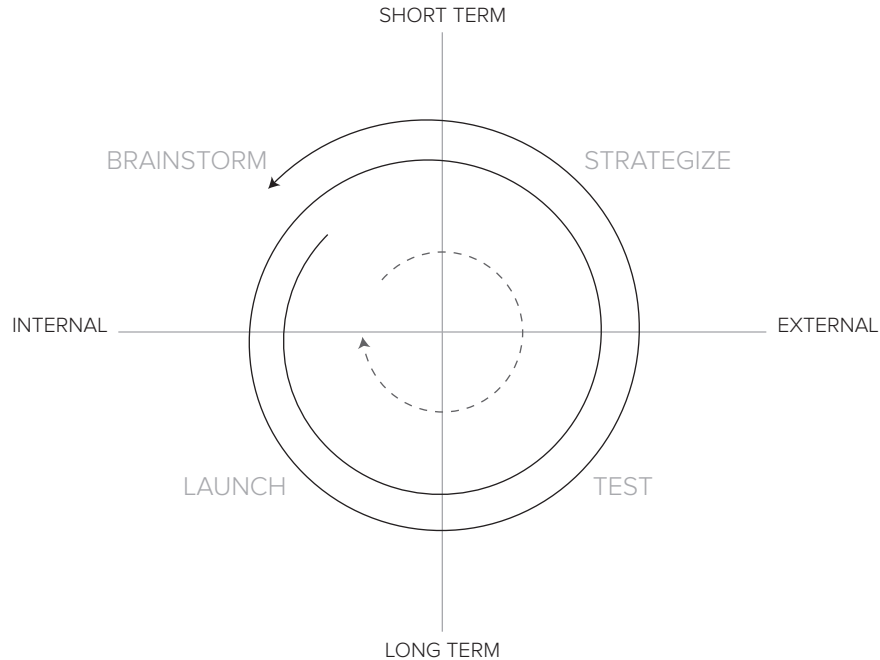 SHORT TERM
BRAINSTORM
STRATEGIZE
INTERNAL
EXTERNAL
LAUNCH
TEST
LONG TERM